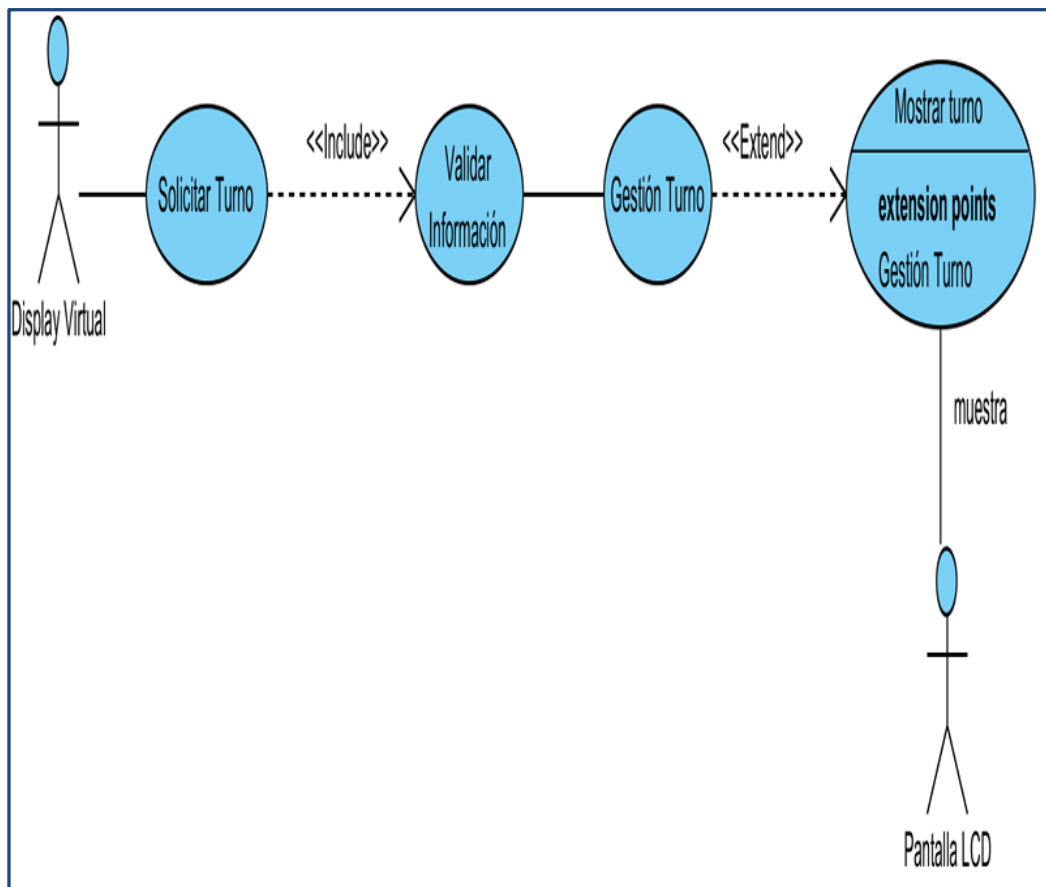 <<Include>>
<<Extend>>
Mostrar turno
Solicitar Turno
Validar
Información
Gestión Turno
extension points
Gestión Turno
Display Virtual
muestra
Pantalla LCD